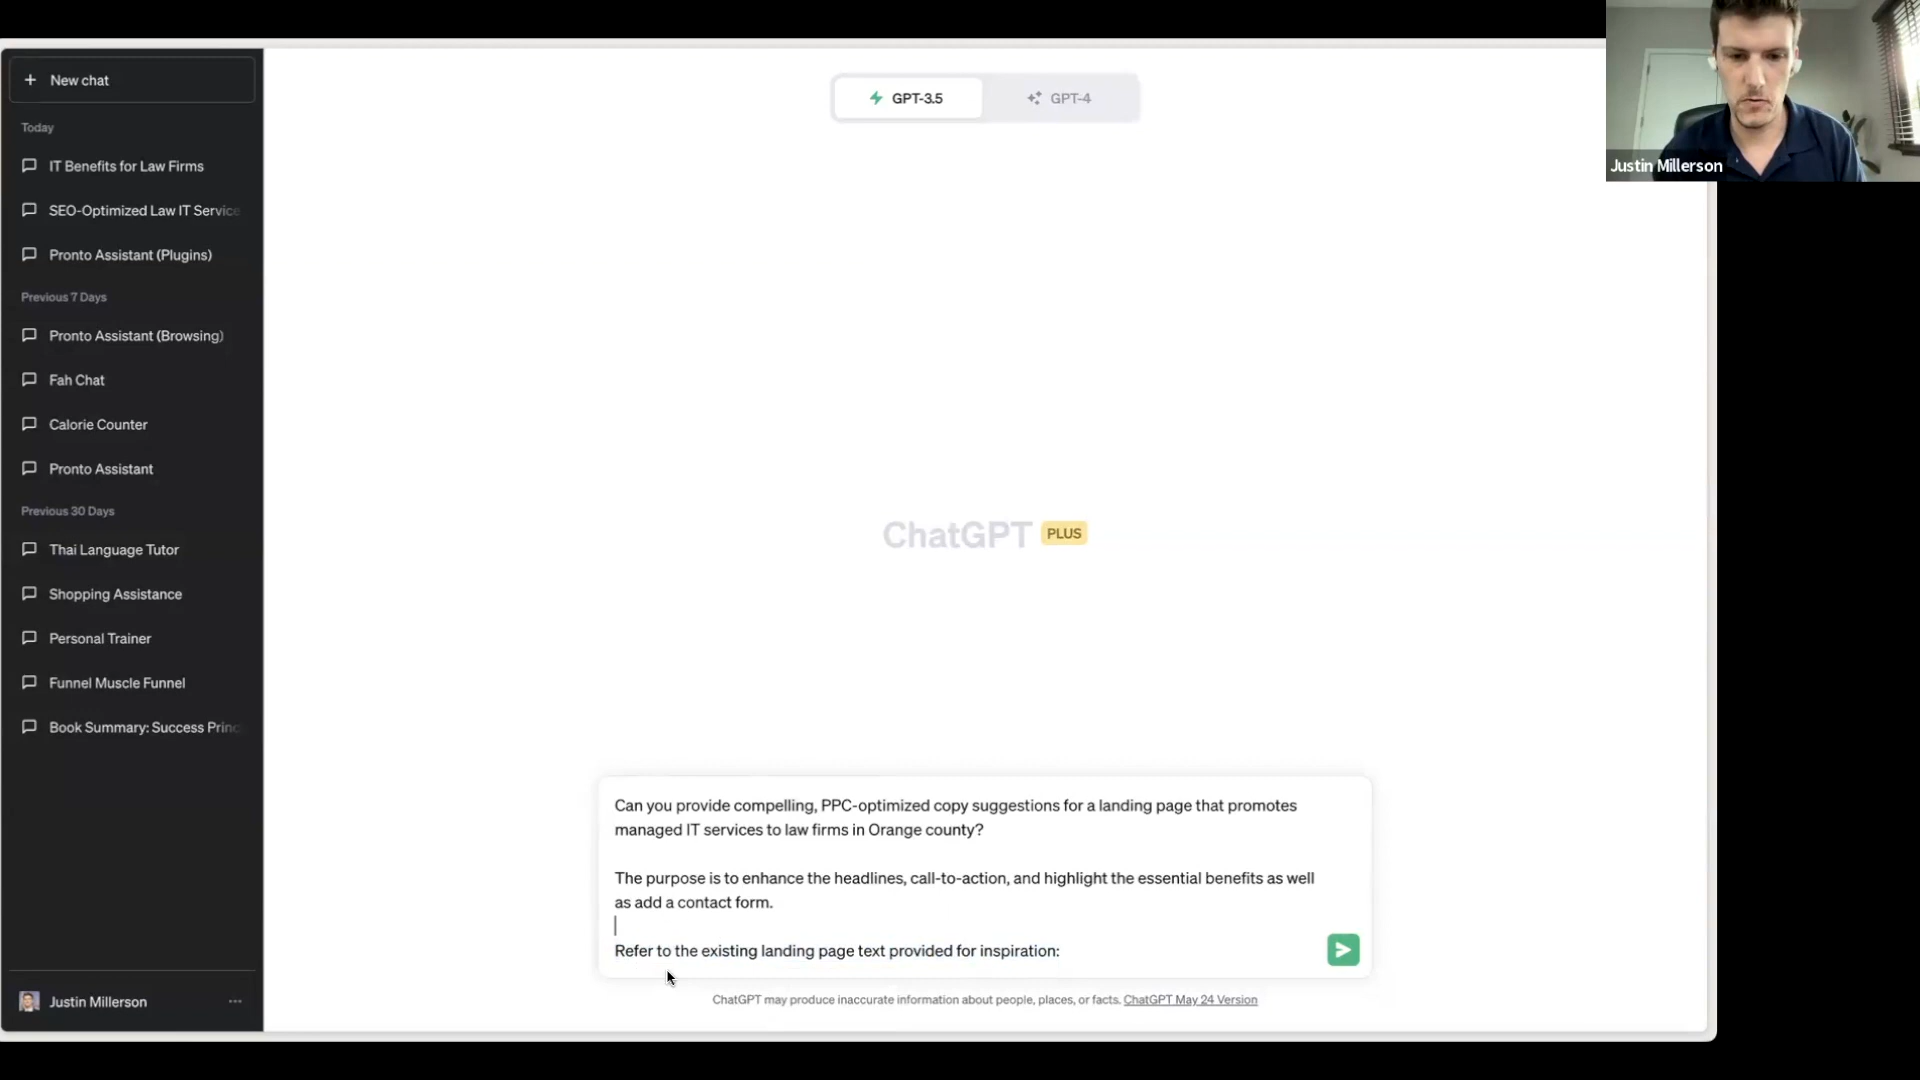 New chat
Today
IT Benefits for Law Firms
SEO-Optimized Law IT Service
Pronto Assistant (Plugins)
Previous 7 Days
Pronto Assistant (Browsing)
Fah Chat
Calorie Counter
Pronto Assistant
Previous 30 Days
Thai Language Tutor
Shopping Assistance
Personal Trainer
Funnel Muscle Funnel
Book Summary: Success Princ
Justin Millerson
GPT-3.5
GPT-4
ChatGPT PLUS
Can you provide compelling, PPC-optimized copy suggestions for a landing page that promotes
managed IT services to law firms in Orange county?
The purpose is to enhance the headlines, call-to-action, and highlight the essential benefits as well
as add a contact form.
Refer to the existing landing page text provided for inspiration:
ChatGPT may produce inaccurate information about people, places, or facts. ChatGPT May 24 Version
Justin Millerson